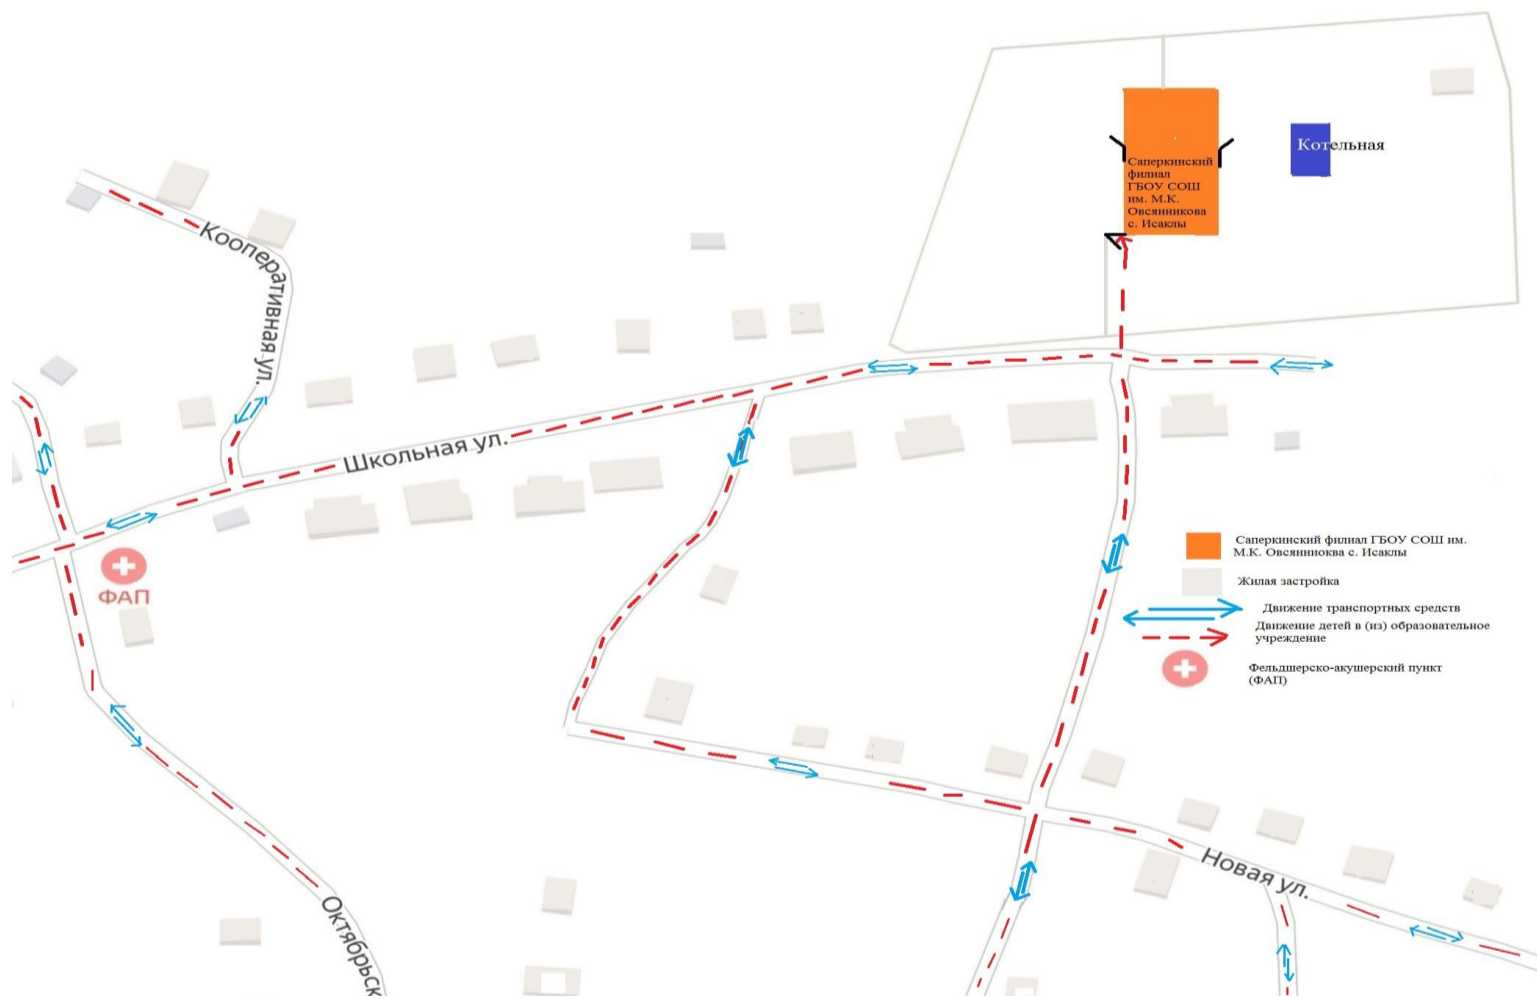 Котельная
Саперкинский
филиал
ГБОУ СОШ
им. М.К.
Овсянникова
с. Исаклы
Кооперативная ул.
Школьная ул.
ФАП
Саперкинский филиал ГБОУ СОШ им.
М.К. Овсянниоква с. Исаклы
Жилая застройка
Движение транспортных средств
Движение детей в (из) образовательное
учреждение
Фельдшерско-акушерский пункт
(ФАП)
Новая ул.
Октябрьск